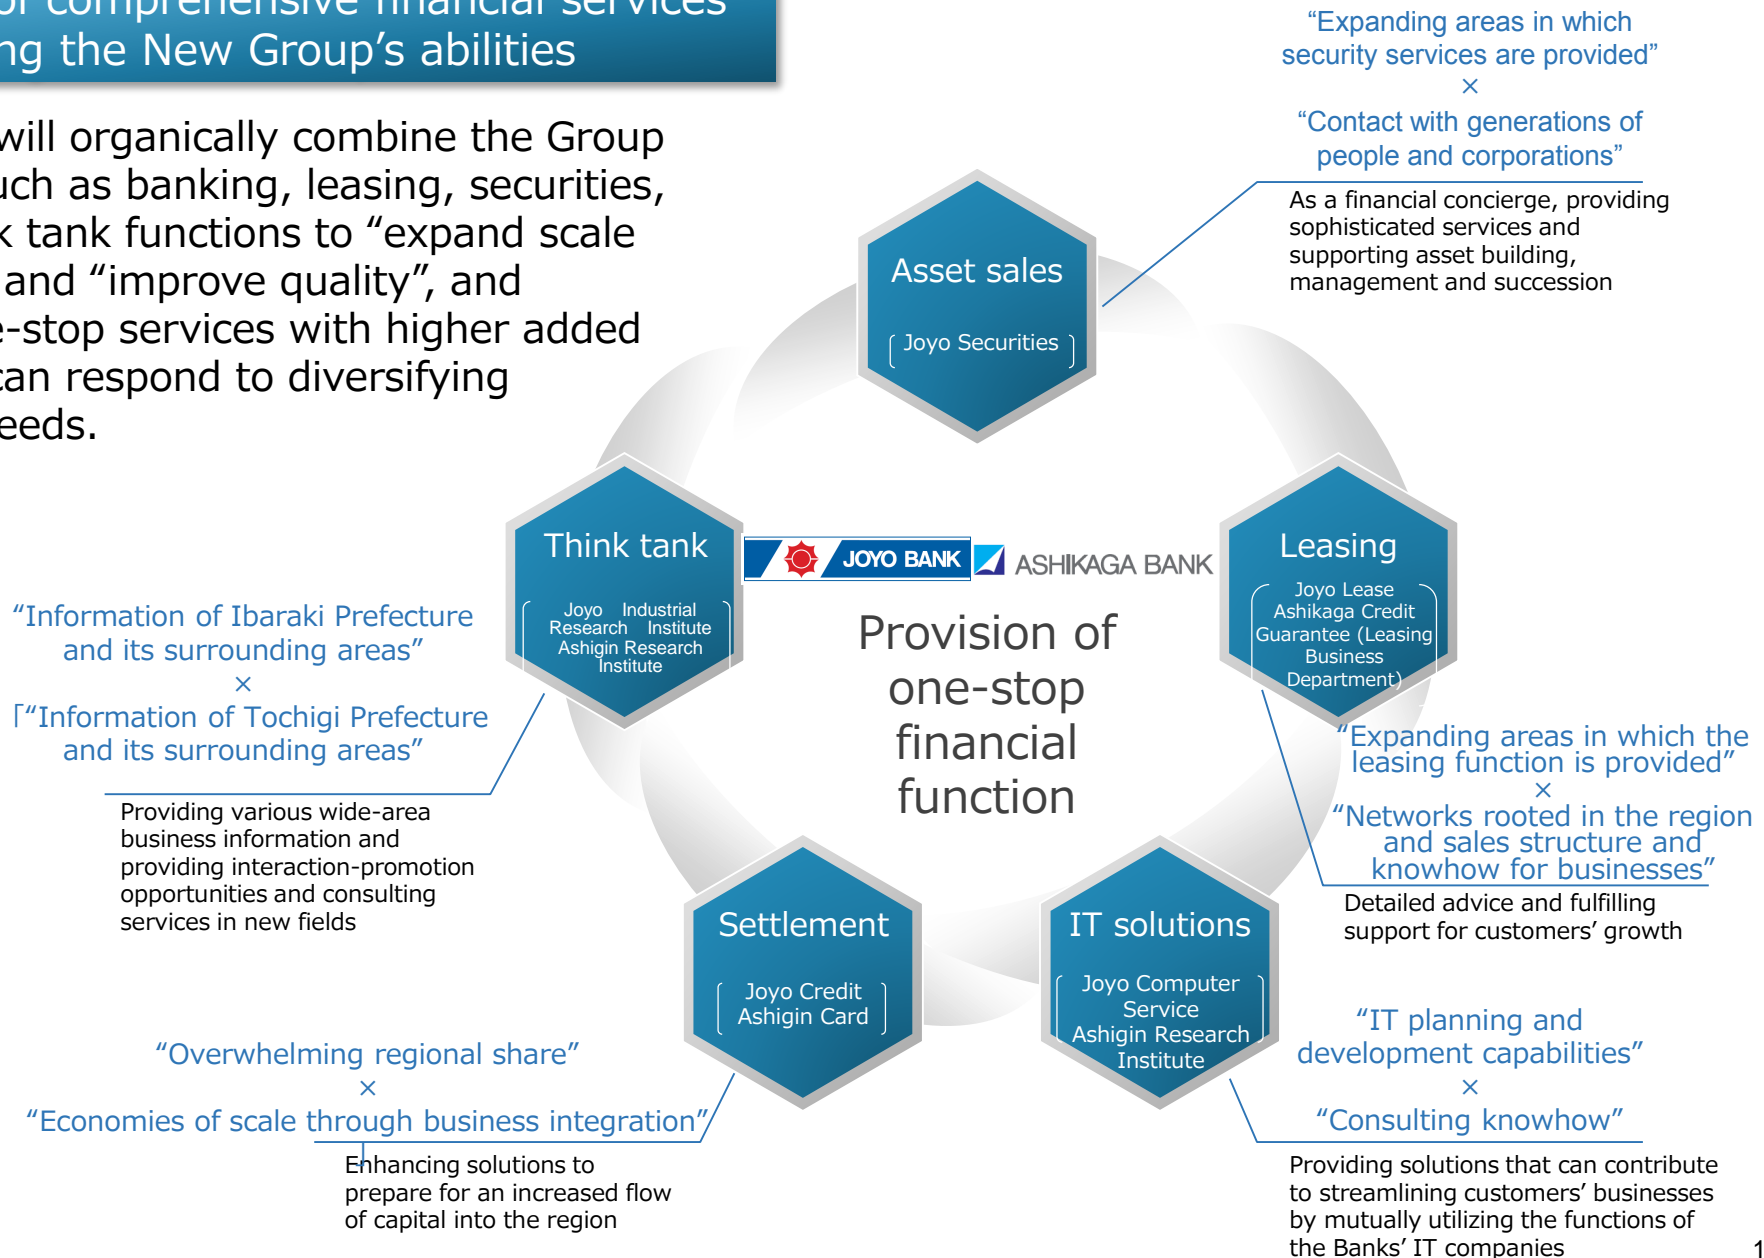 of comprehensive financial services
ng the New Group's abilities
will organically combine the Group
uch as banking, leasing, securities,
k tank functions to “expand scale
and “improve quality”, and
e-stop services with higher added
can respond to diversifying
eeds.
“Expanding areas in which
security services are provided”
×
“Contact with generations of
people and corporations”
As a financial concierge, providing
sophisticated services and
supporting asset building,
management and succession
Asset sales
Joyo Securities
Think tank
Joyo Industrial
Research Institute
Ashigin Research
Institute
JOYO BANK
ASHIKAGA BANK
Provision of
one-stop
financial
function
Leasing
Joyo Lease
Ashikaga Credit
Guarantee (Leasing
Business
Department)
“Information of Ibaraki Prefecture
and its surrounding areas”
×
「“Information of Tochigi Prefecture
and its surrounding areas”
Providing various wide-area
business information and
providing interaction-promotion
opportunities and consulting
services in new fields
“Expanding areas in which the
leasing function is provided”
×
“Networks rooted in the region
and sales structure and
knowhow for businesses”
Detailed advice and fulfilling
support for customers’ growth
Settlement
Joyo Credit
Ashigin Card
IT solutions
Joyo Computer
Service
Ashigin Research
Institute
“Overwhelming regional share”
×
“Economies of scale through business integration”
Enhancing solutions to
prepare for an increased flow
of capital into the region
“IT planning and
development capabilities”
×
“Consulting knowhow”
Providing solutions that can contribute
to streamlining customers’ businesses
by mutually utilizing the functions of
the Banks’ IT companies
1